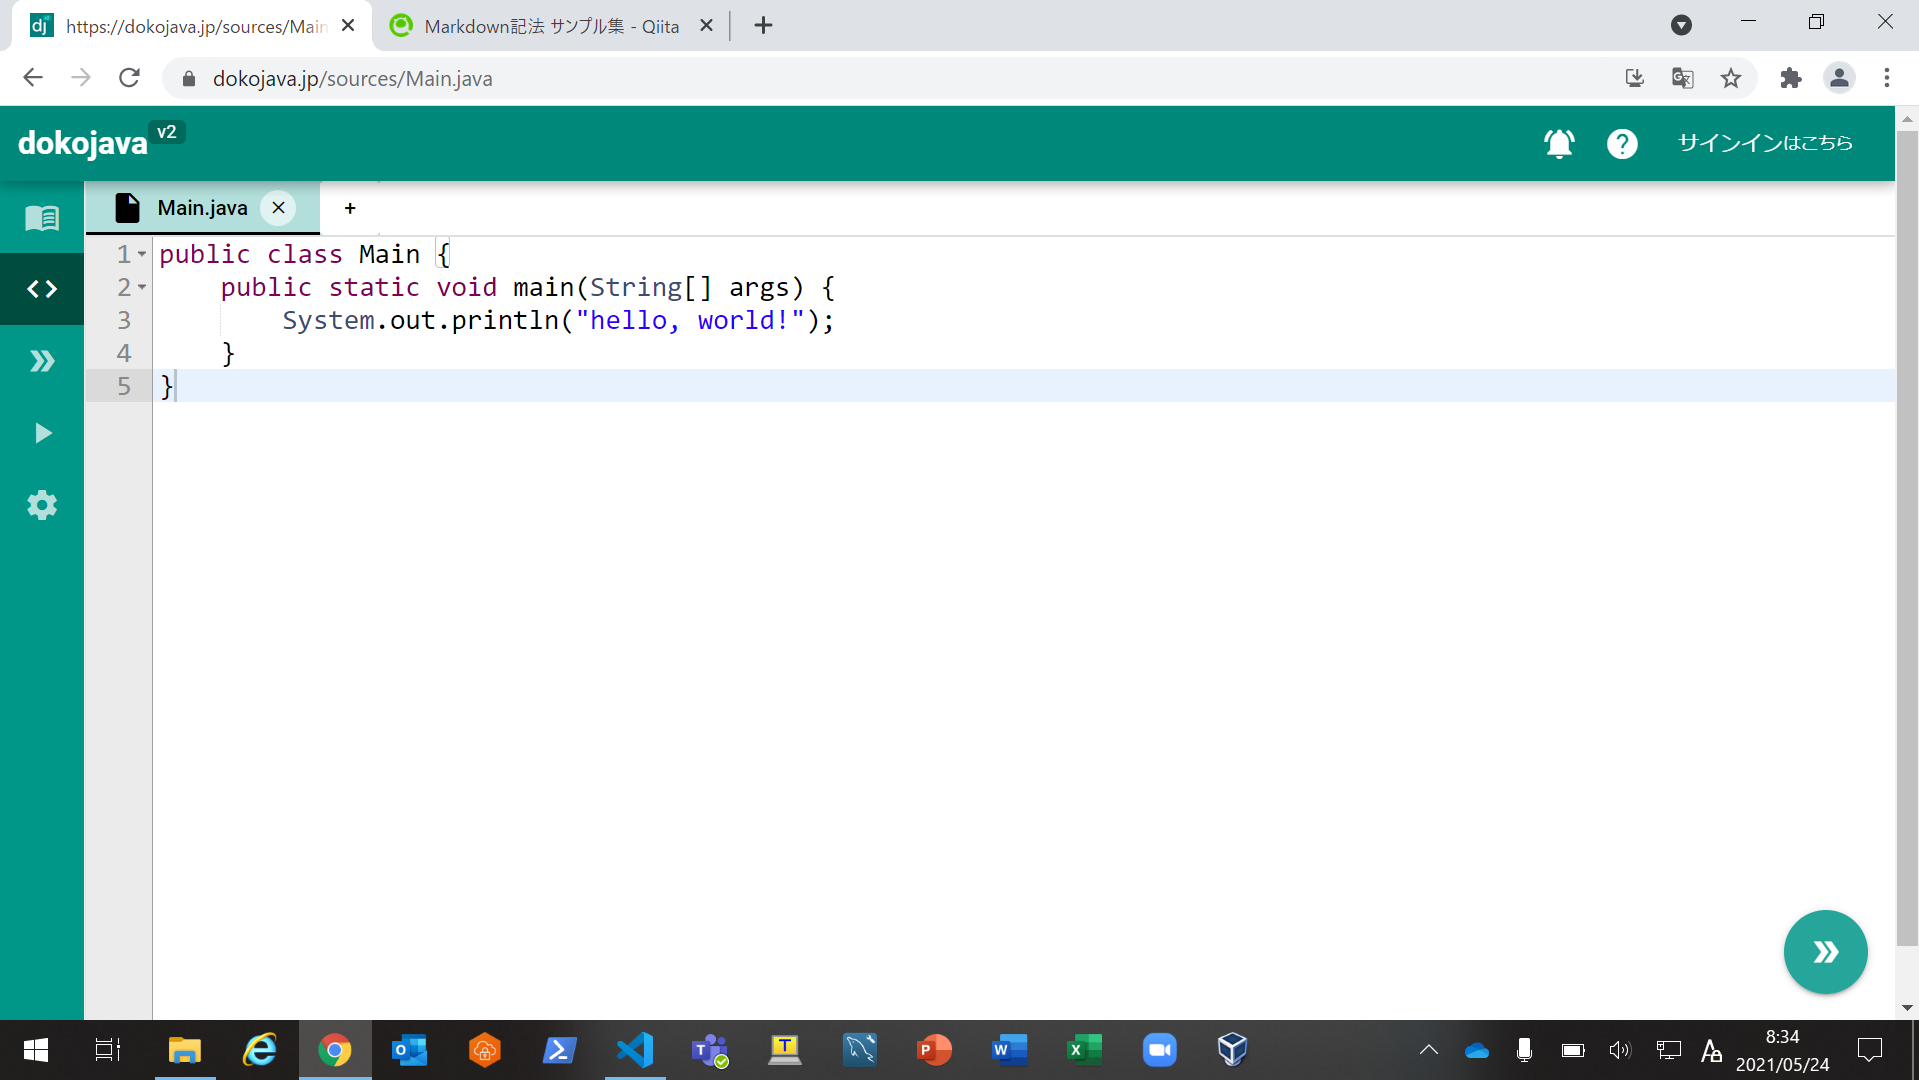 dj https://dokojava.jp/sources/Main
Markdown記法 サンプル集 - Qiita
dokojava.jp/sources/Main.java
dokojava v2
サインインはこちら
Main.java
+
1 public class Main {
2 public static void main(String[] args) {
3 System.out.println("hello, world!");
4 }
5 }
8:34
2021/05/24